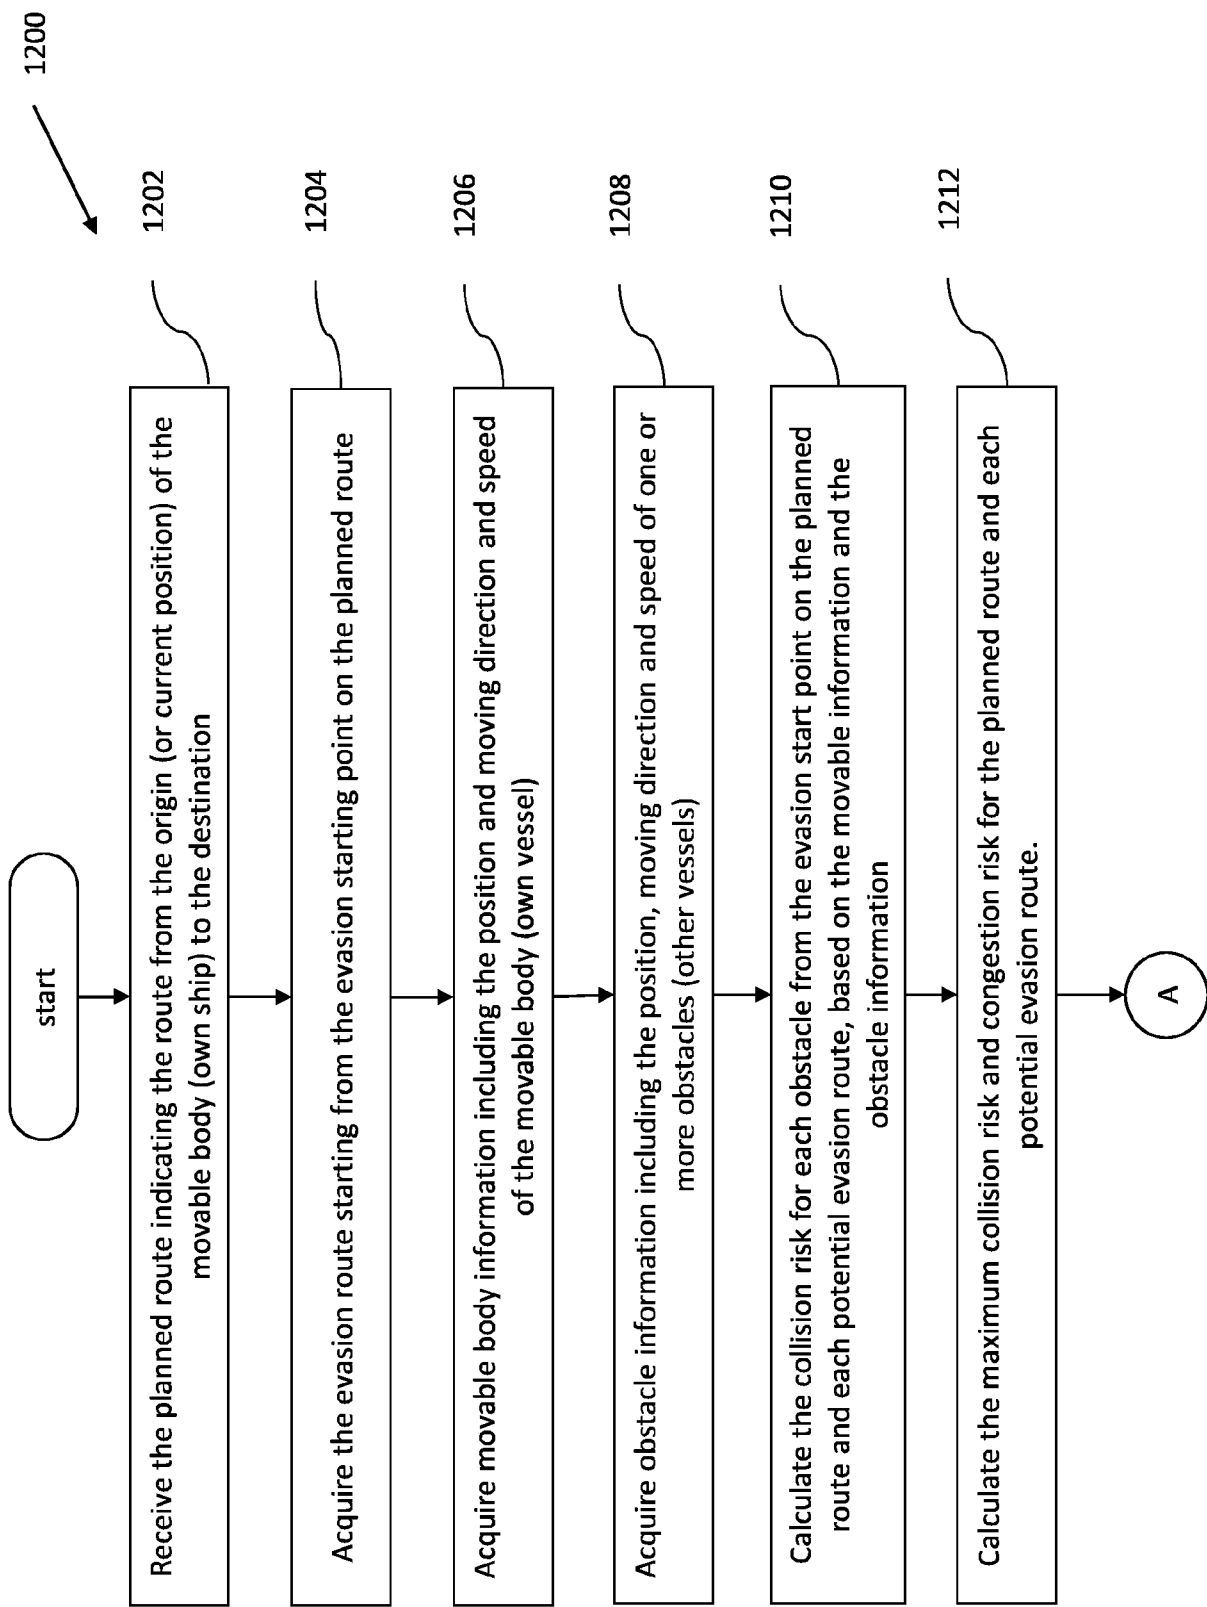 1200
start
Receive the planned route indicating the route from the origin (or current position) of the
movable body (own ship) to the destination
1202
Acquire the evasion route starting from the evasion starting point on the planned route
1204
Acquire movable body information including the position and moving direction and speed
of the movable body (own vessel)
1206
Acquire obstacle information including the position, moving direction and speed of one or
more obstacles (other vessels)
1208
Calculate the collision risk for each obstacle from the evasion start point on the planned
route and each potential evasion route, based on the movable information and the
obstacle information
1210
Calculate the maximum collision risk and congestion risk for the planned route and each
potential evasion route.
1212
A